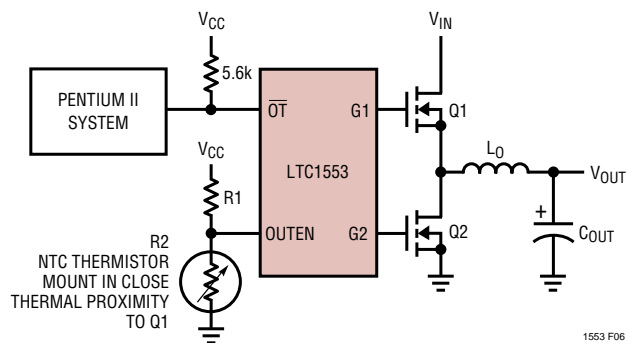 VCC
VIN
5.6k
PENTIUM II
SYSTEM
OT
G1
Q1
VCC
LTC1553
LO
VOUT
R1
OUTEN
G2
Q2
+
COUT
R2
NTC THERMISTOR
MOUNT IN CLOSE
THERMAL PROXIMITY
TO Q1
1553 F06